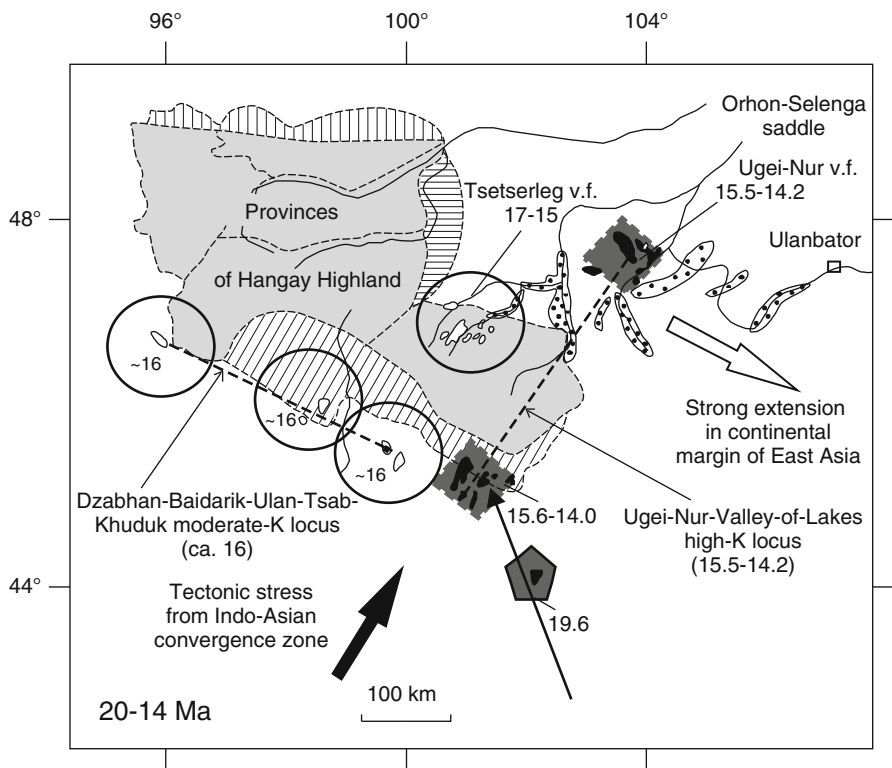 96°
100°
104°
48°
44°
Orhon-Selenga
saddle
Ugei-Nur v.f.
15.5-14.2
Tsetserleg v.f.
17-15
Ulanbator
Provinces
of Hangay Highland
~16
~16
~16
Strong extension
in continental
margin of East Asia
Dzabhan-Baidarik-Ulan-Tsab-
Khuduk moderate-K locus
(ca. 16)
15.6-14.0
Ugei-Nur-Valley-of-Lakes
high-K locus
(15.5-14.2)
Tectonic stress
from Indo-Asian
convergence zone
19.6
100 km
20-14 Ma